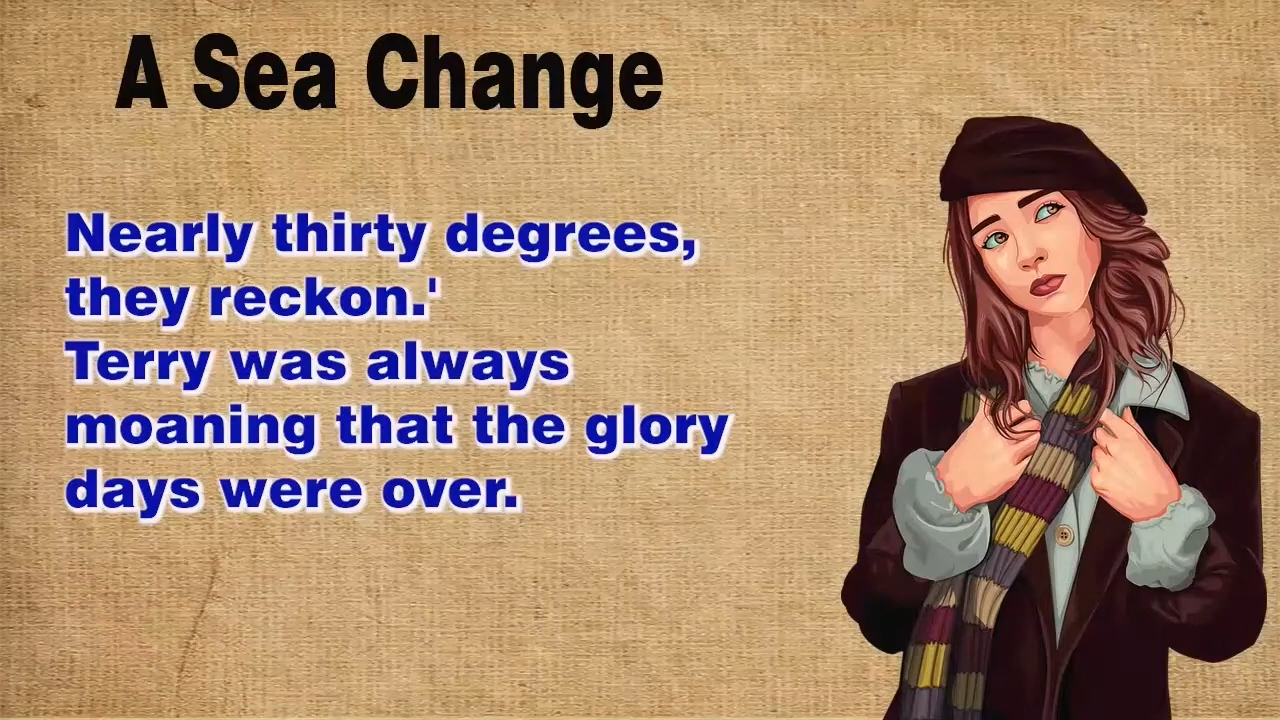 A Sea Change
Nearly thirty degrees,
they reckon.'
Terry was always
moaning that the glory
days were over.